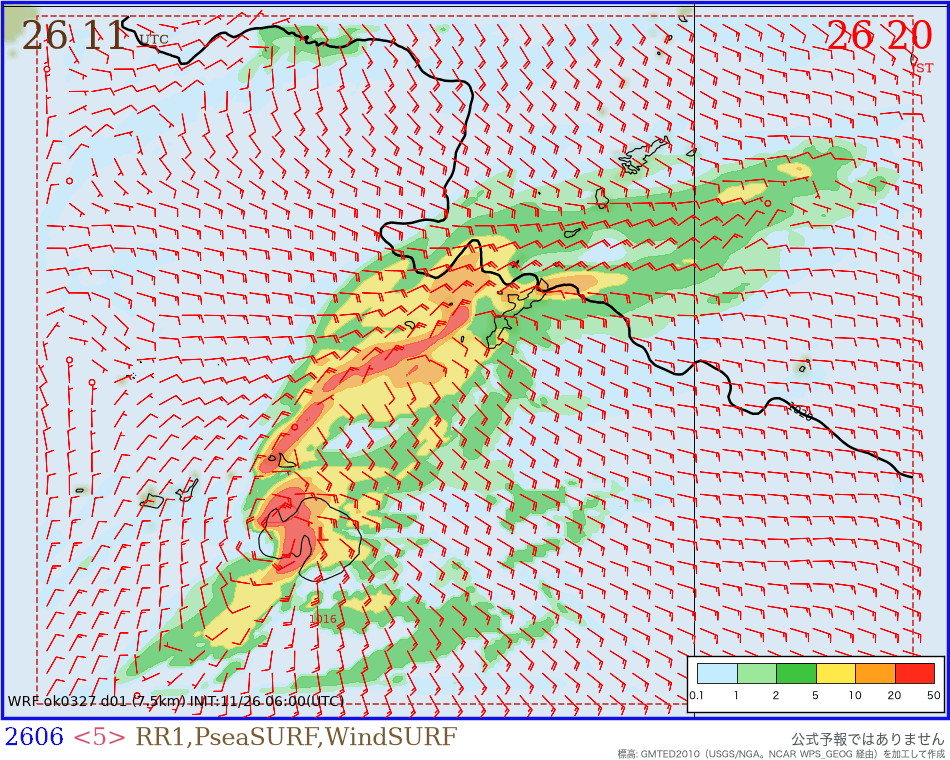 26 11 UTC
26 20
ST
L
1016
WRF ok0327 d01 (7.5km) INIT:11/26 06:00(UTC)
0.1 1 2 5 10 20 50
2606 <5> RR1,PseaSURF,WindSURF
公式予報ではありません
標高: GMTED2010（USGS/NGA。NCAR WPS_GEOG 経由）を加工して作成